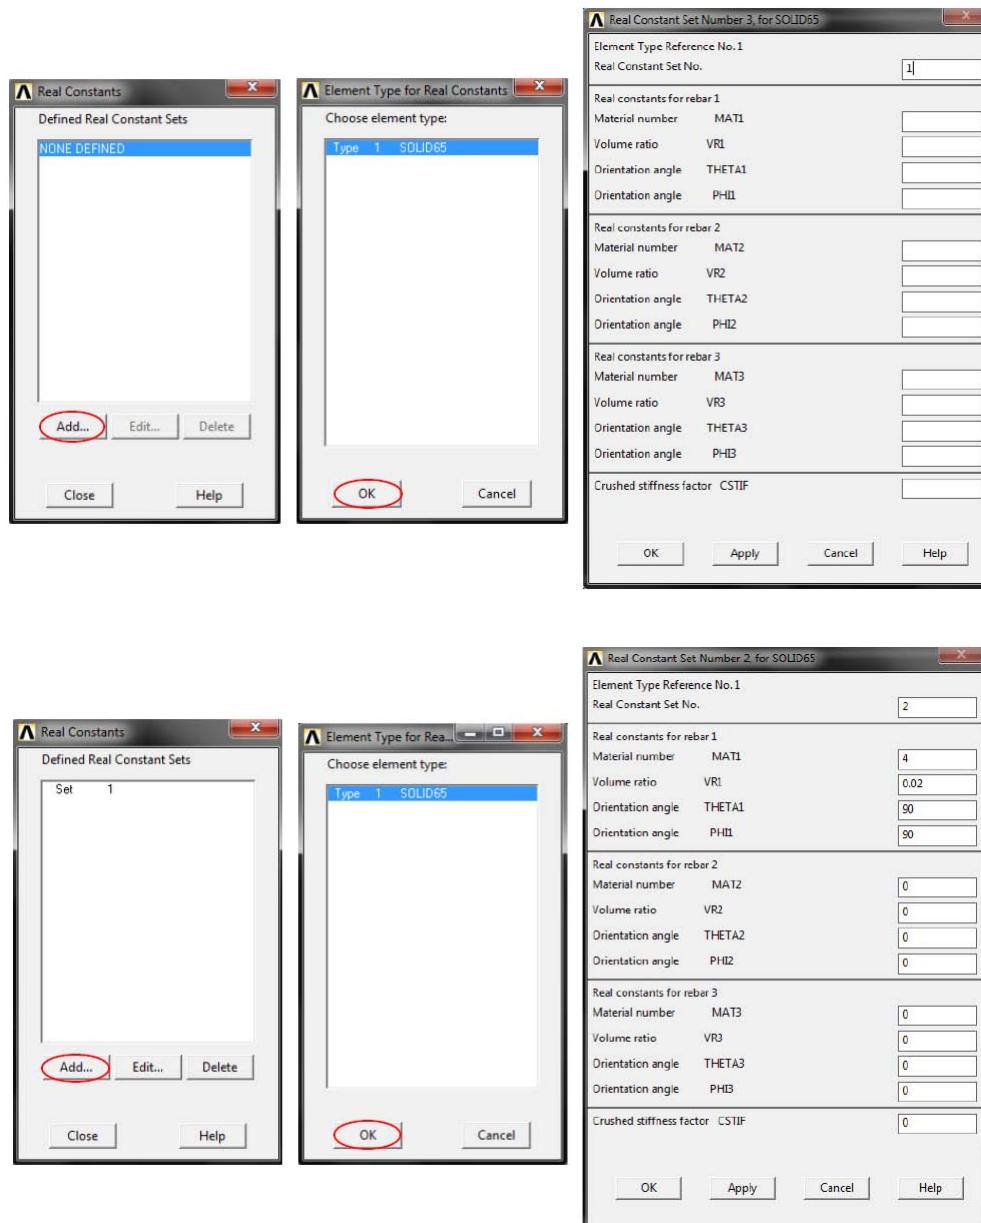 Real Constants
Defined Real Constant Sets
NONE DEFINED
Add... Edit... Delete
Close Help
Element Type for Real Constants
Choose element type:
Type 1 SOLID65
OK Cancel
Real Constant Set Number 3, for SOLID65
Element Type Reference No. 1
Real Constant Set No. 1
Real constants for rebar 1
Material number MAT1
Volume ratio VR1
Orientation angle THETA1
Orientation angle PHI1
Real constants for rebar 2
Material number MAT2
Volume ratio VR2
Orientation angle THETA2
Orientation angle PHI2
Real constants for rebar 3
Material number MAT3
Volume ratio VR3
Orientation angle THETA3
Orientation angle PHI3
Crushed stiffness factor CSTIF
OK Apply Cancel Help
Real Constants
Defined Real Constant Sets
Set 1
Add... Edit... Delete
Close Help
Element Type for Rea...
Choose element type:
Type 1 SOLID65
OK Cancel
Real Constant Set Number 2, for SOLID65
Element Type Reference No. 1
Real Constant Set No. 2
Real constants for rebar 1
Material number MAT1 4
Volume ratio VR1 0.02
Orientation angle THETA1 90
Orientation angle PHI1 90
Real constants for rebar 2
Material number MAT2 0
Volume ratio VR2 0
Orientation angle THETA2 0
Orientation angle PHI2 0
Real constants for rebar 3
Material number MAT3 0
Volume ratio VR3 0
Orientation angle THETA3 0
Orientation angle PHI3 0
Crushed stiffness factor CSTIF 0
OK Apply Cancel Help